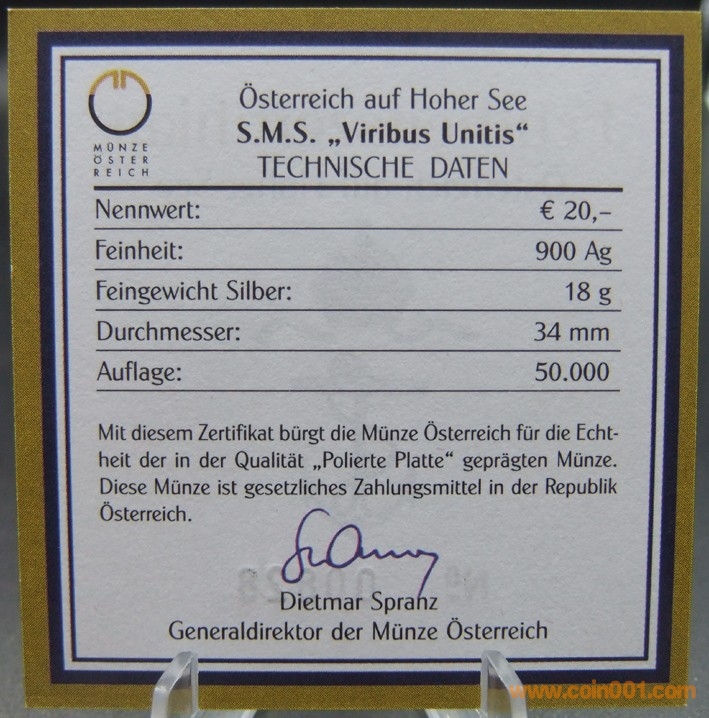 MÜNZE
ÖSTER
REICH
Österreich auf Hoher See
S.M.S. „Viribus Unitis“
TECHNISCHE DATEN
Nennwert: € 20,–
Feinheit: 900 Ag
Feingewicht Silber: 18 g
Durchmesser: 34 mm
Auflage: 50.000
Mit diesem Zertifikat bürgt die Münze Österreich für die Echt-
heit der in der Qualität „Polierte Platte“ geprägten Münze.
Diese Münze ist gesetzliches Zahlungsmittel in der Republik
Österreich.
Dietmar Spranz
Generaldirektor der Münze Österreich
www.coin001.com